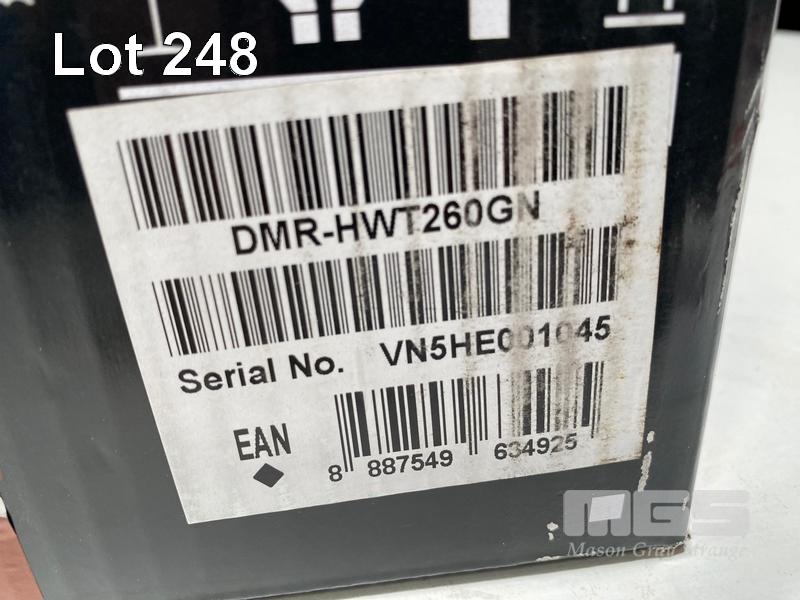 Lot 248
DMR-HWT260GN
Serial No. VN5HE001045
EAN
8 887549 634925
MGS
Mason Gray Strange